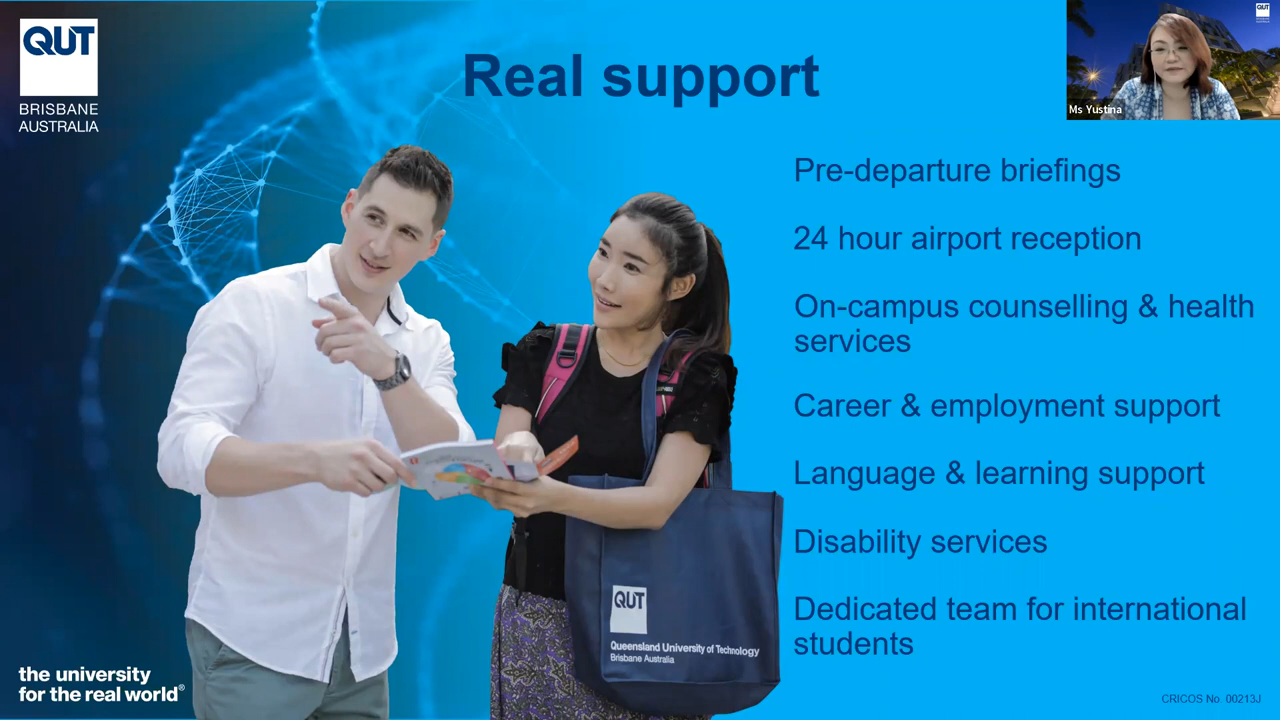 QUT
BRISBANE
AUSTRALIA
Real support
Ms Yustina
Pre-departure briefings
24 hour airport reception
On-campus counselling & health
services
Career & employment support
Language & learning support
Disability services
Dedicated team for international
students
QUT
Queensland University of Technology
Brisbane Australia
the university
for the real world®
CRICOS No. 00213J